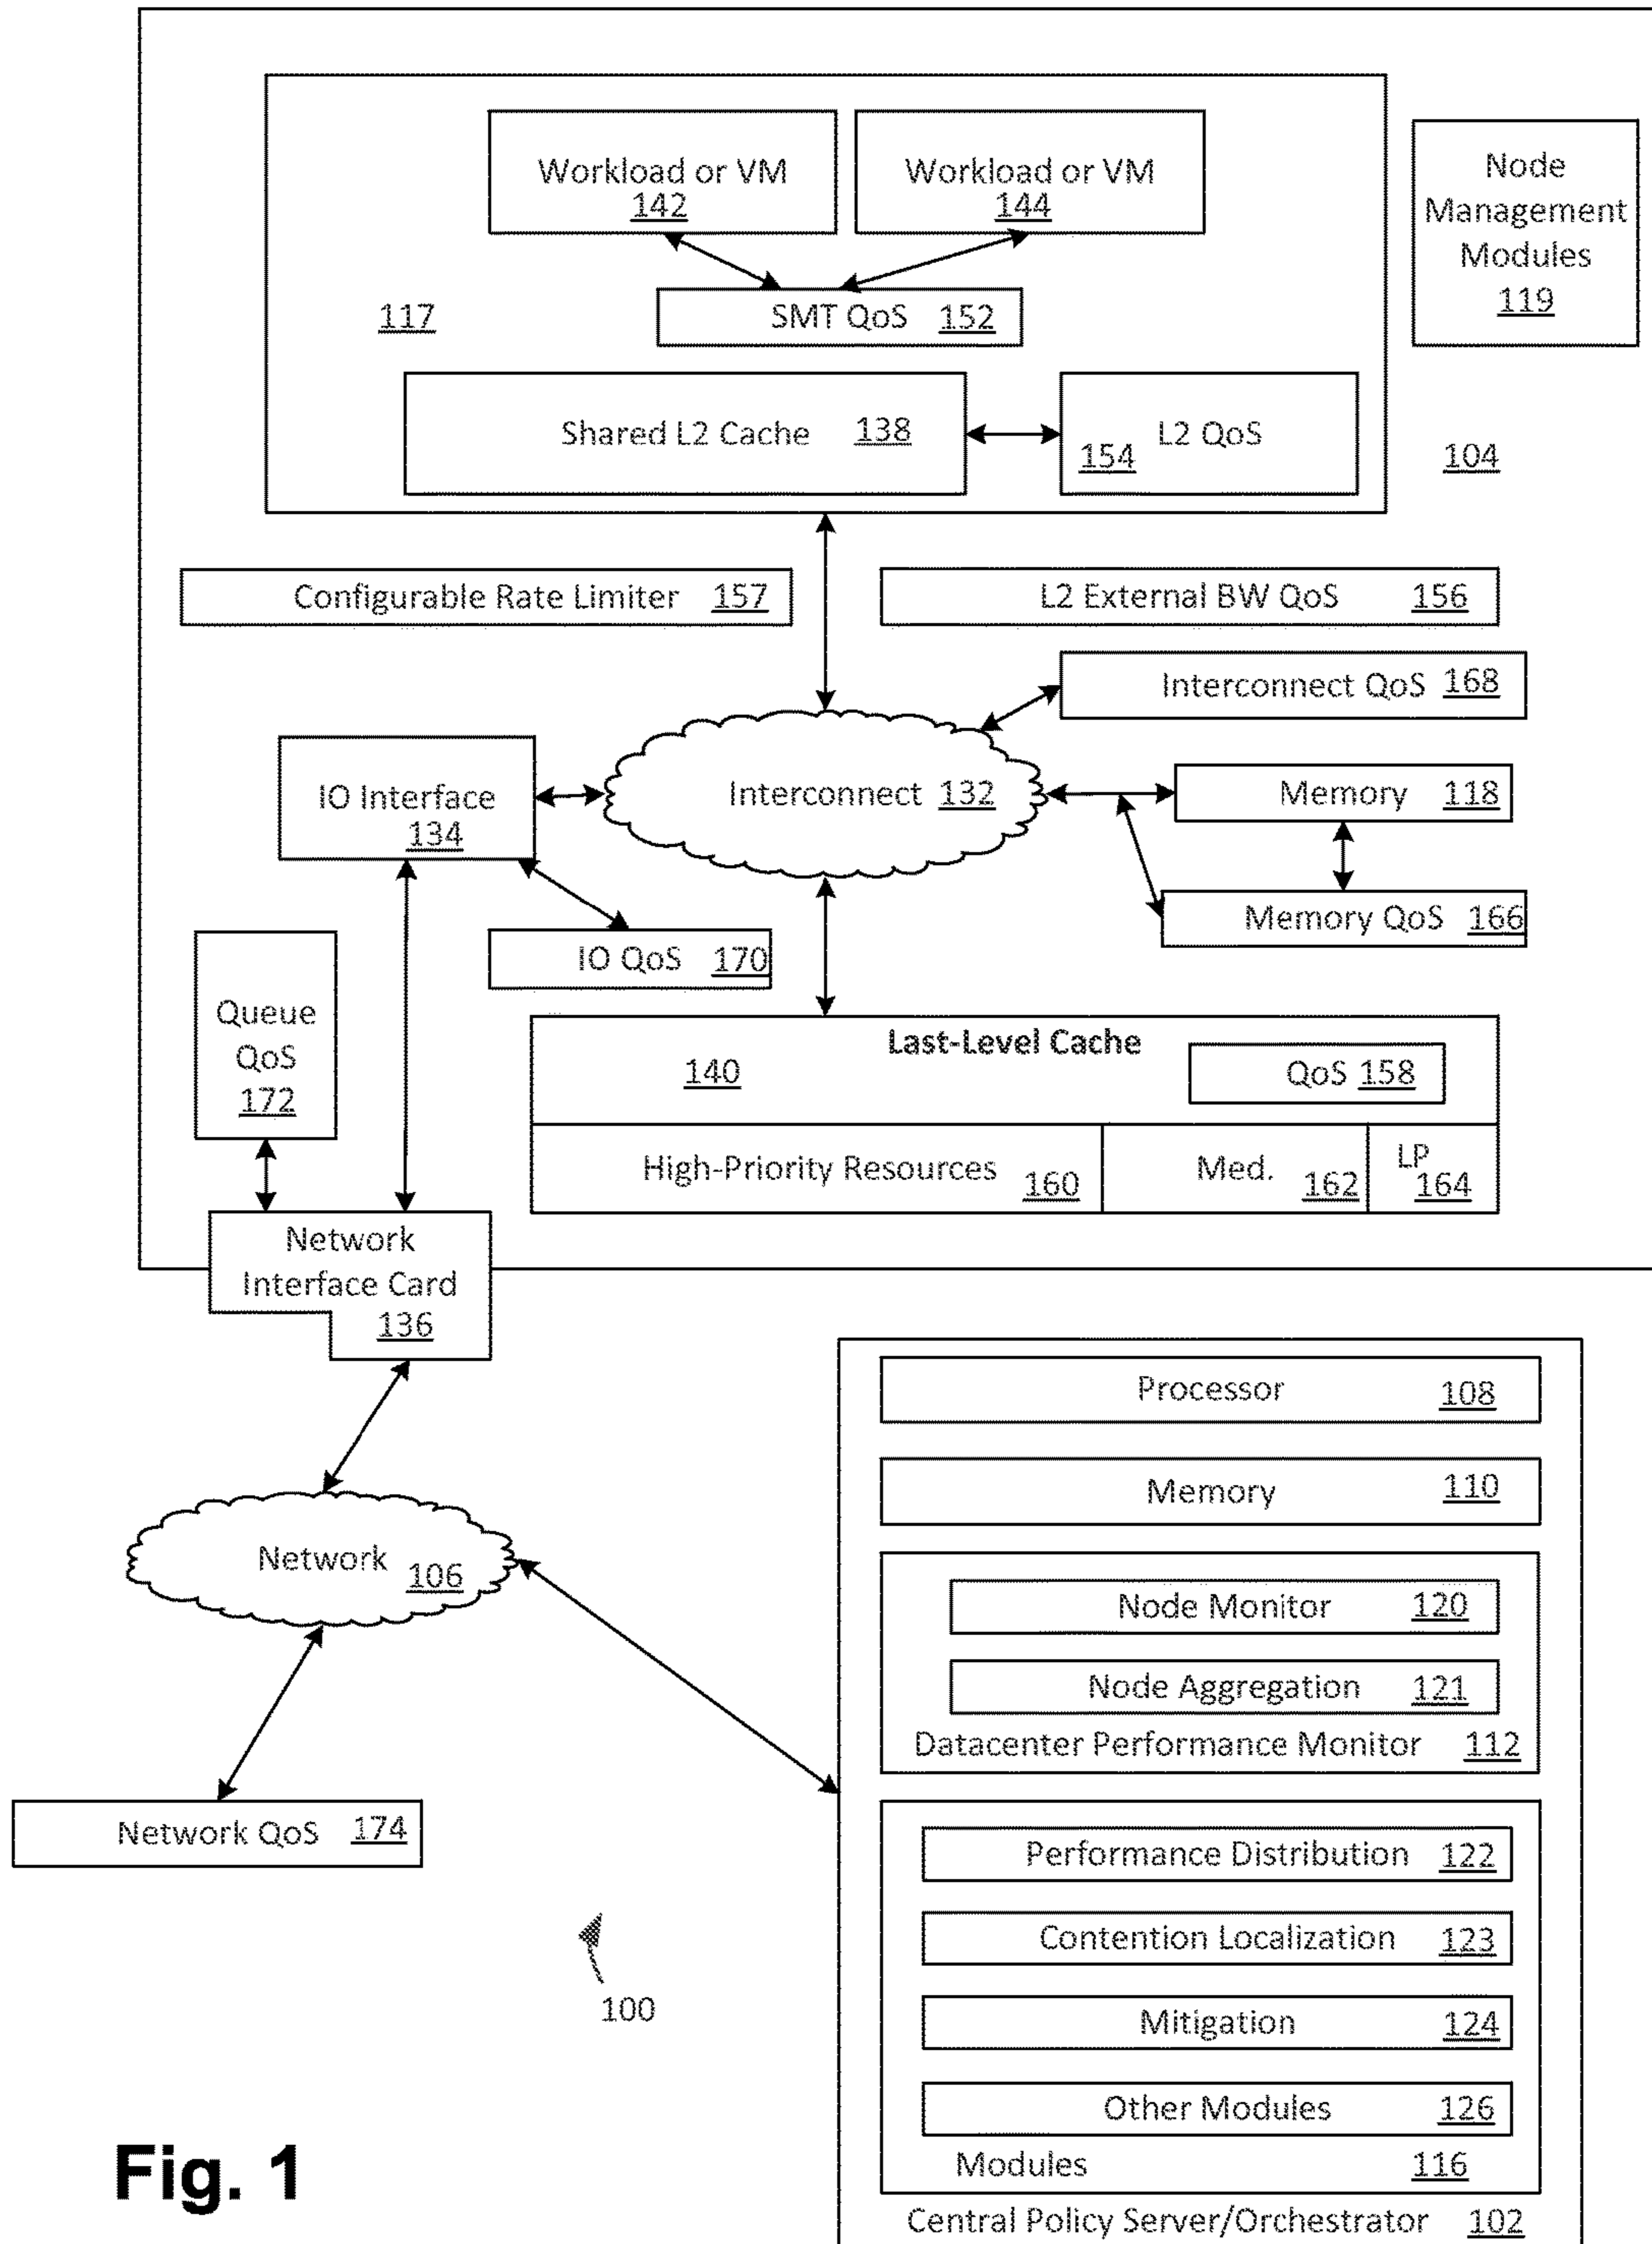 Workload or VM
142
Workload or VM
144
Node
Management
Modules
119
117
SMT QoS 152
Shared L2 Cache 138
154
L2 QoS
104
Configurable Rate Limiter 157
L2 External BW QoS 156
Interconnect QoS 168
IO Interface
134
Interconnect 132
Memory 118
Memory QoS 166
IO QoS 170
Queue
QoS
172
Last-Level Cache
140
QoS 158
High-Priority Resources 160
Med. 162
LP
164
Network
Interface Card
136
Processor 108
Memory 110
Network 106
Node Monitor 120
Node Aggregation 121
Datacenter Performance Monitor 112
Network QoS 174
Performance Distribution 122
Contention Localization 123
Mitigation 124
Other Modules 126
Modules 116
Central Policy Server/Orchestrator 102
100
Fig. 1